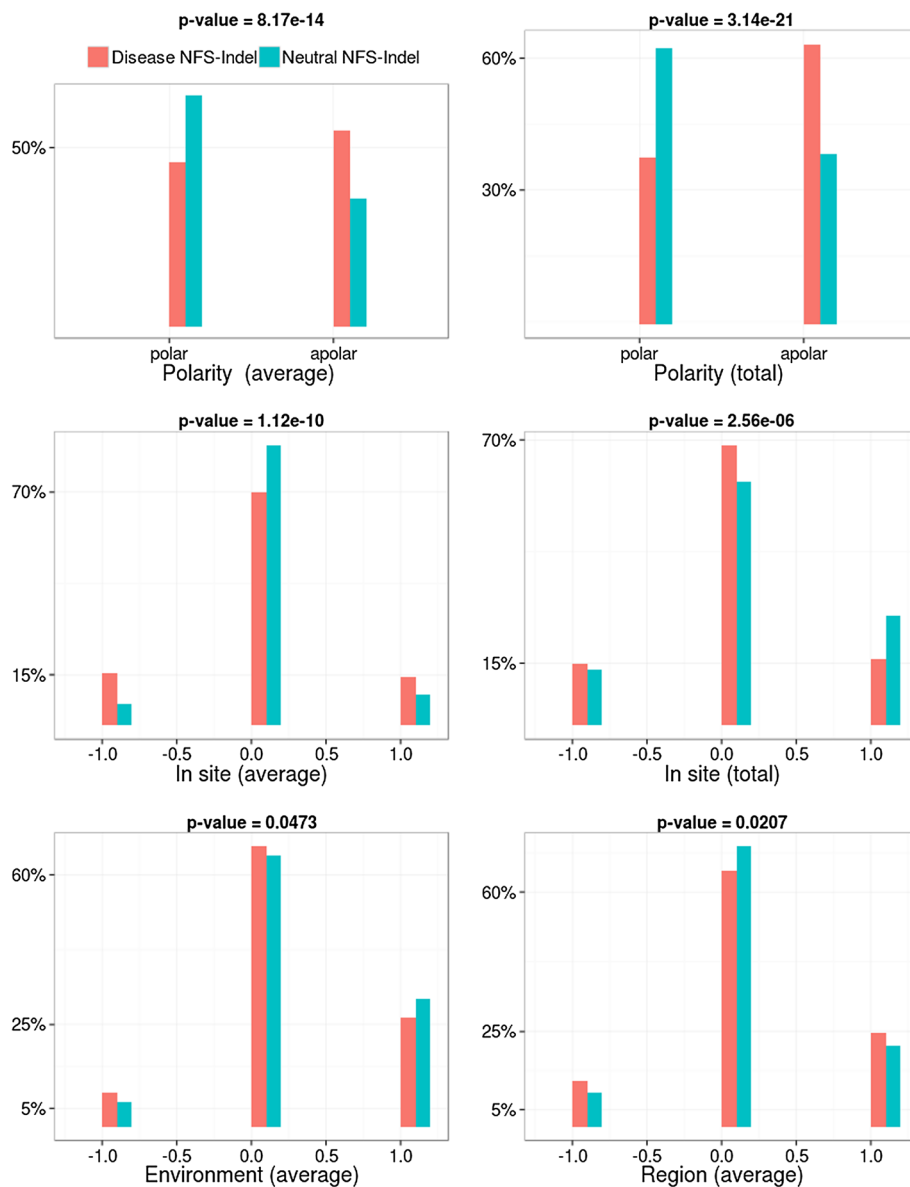 p-value = 8.17e-14
Disease NFS-Indel Neutral NFS-Indel
50%
polar apolar
Polarity (average)
p-value = 3.14e-21
60%
30%
polar apolar
Polarity (total)
p-value = 1.12e-10
70%
15%
-1.0 -0.5 0.0 0.5 1.0
In site (average)
p-value = 2.56e-06
70%
15%
-1.0 -0.5 0.0 0.5 1.0
In site (total)
p-value = 0.0473
60%
25%
5%
-1.0 -0.5 0.0 0.5 1.0
Environment (average)
p-value = 0.0207
60%
25%
5%
-1.0 -0.5 0.0 0.5 1.0
Region (average)